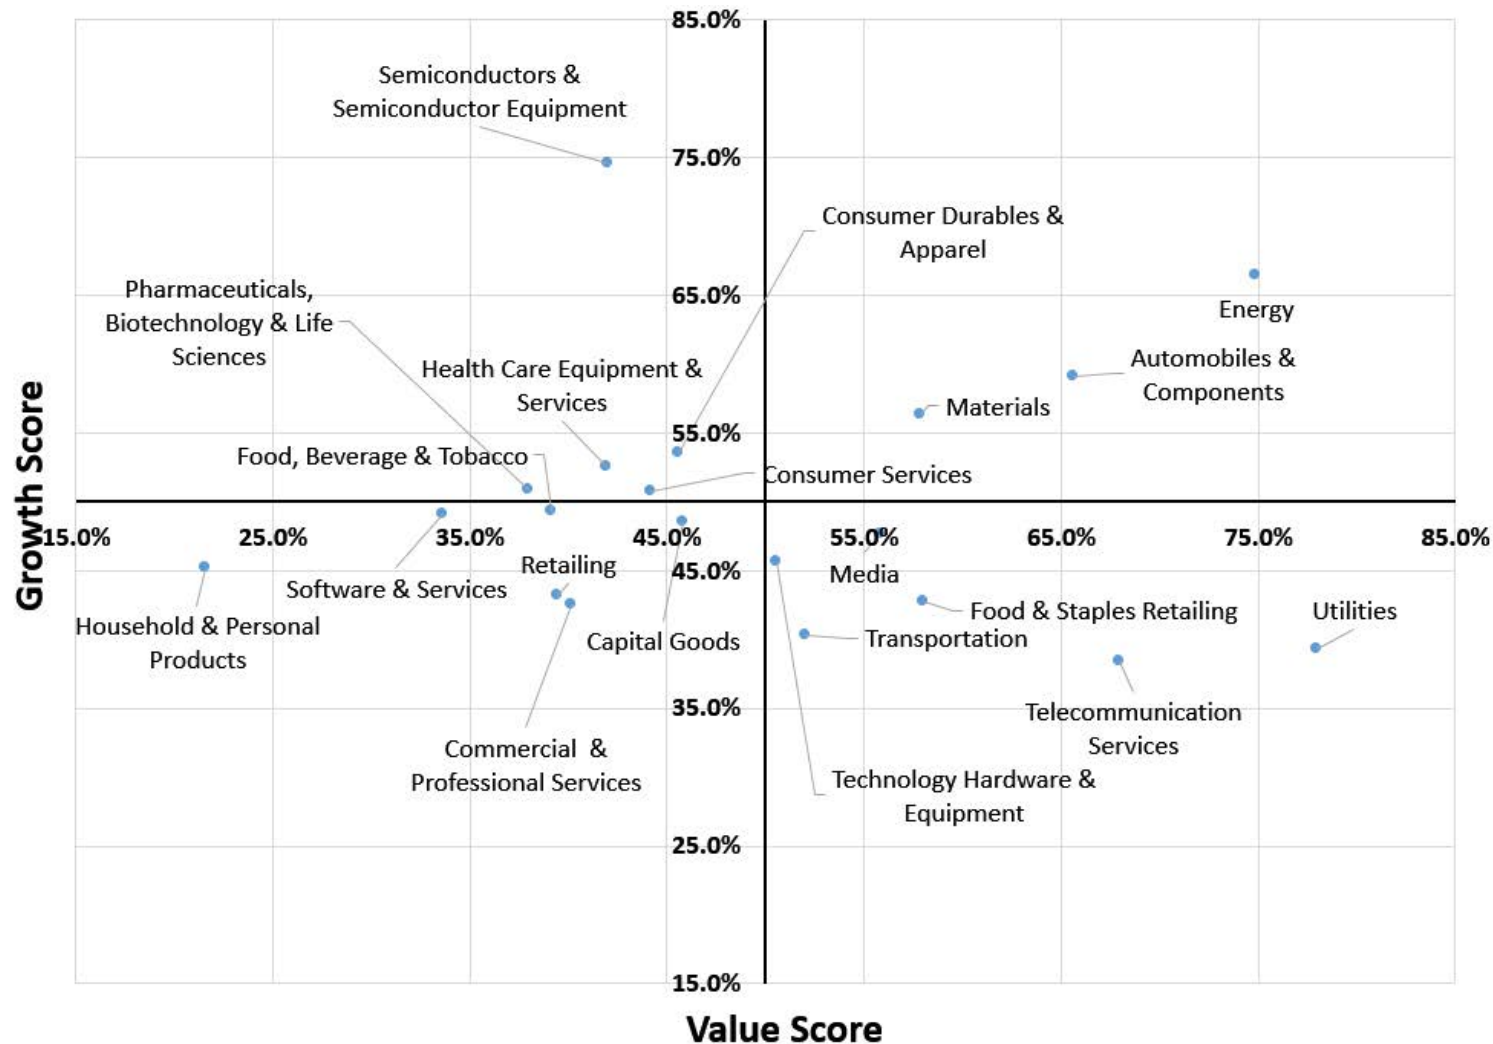 85.0%
Semiconductors &
Semiconductor Equipment
75.0%
Consumer Durables &
Apparel
Pharmaceuticals,
Biotechnology & Life
Sciences
65.0%
Energy
Automobiles &
Components
Health Care Equipment &
Services
Materials
55.0%
Food, Beverage & Tobacco
Consumer Services
Growth Score
15.0%
25.0%
35.0%
45.0%
55.0%
65.0%
75.0%
85.0%
Retailing
45.0%
Media
Software & Services
Food & Staples Retailing
Utilities
Household & Personal
Products
Capital Goods
Transportation
35.0%
Telecommunication
Services
Commercial &
Professional Services
Technology Hardware &
Equipment
25.0%
15.0%
Value Score